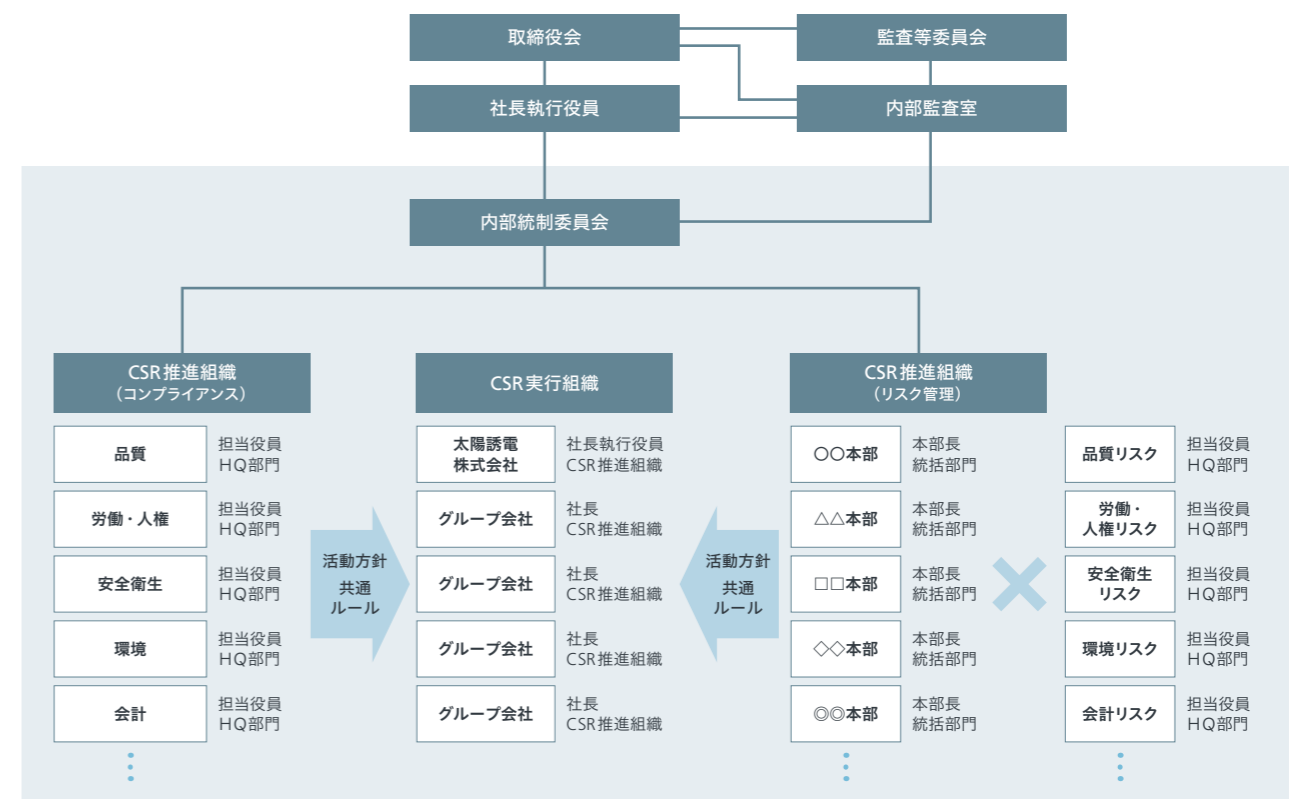 取締役会
監査等委員会
社長執行役員
内部監査室
内部統制委員会
CSR推進組織
（コンプライアンス）
品質
担当役員
HQ部門
労働・人権
担当役員
HQ部門
安全衛生
担当役員
HQ部門
環境
担当役員
HQ部門
会計
担当役員
HQ部門
活動方針
共通
ルール
CSR実行組織
太陽誘電
株式会社
社長執行役員
CSR推進組織
グループ会社
社長
CSR推進組織
グループ会社
社長
CSR推進組織
グループ会社
社長
CSR推進組織
グループ会社
社長
CSR推進組織
活動方針
共通
ルール
CSR推進組織
（リスク管理）
〇〇本部
本部長
統括部門
△△本部
本部長
統括部門
□□本部
本部長
統括部門
◇◇本部
本部長
統括部門
◎◎本部
本部長
統括部門
品質リスク
担当役員
HQ部門
労働・
人権リスク
担当役員
HQ部門
安全衛生
リスク
担当役員
HQ部門
環境リスク
担当役員
HQ部門
会計リスク
担当役員
HQ部門